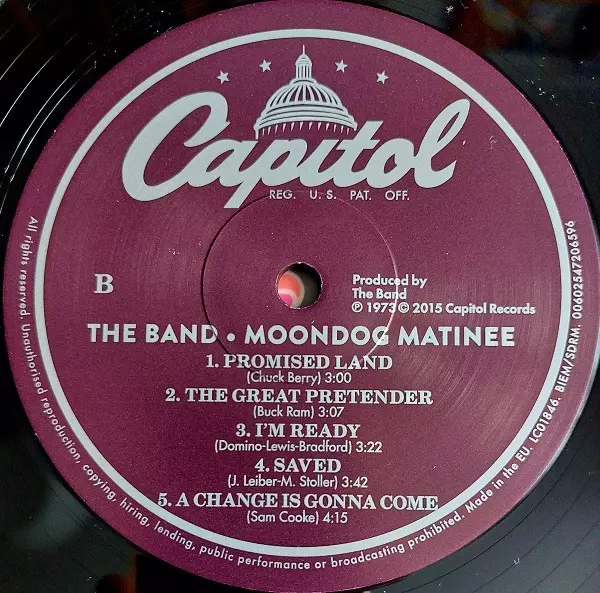 Capitol
REG. U. S. PAT. OFF.
B
Produced by
The Band
℗ 1973 © 2015 Capitol Records
THE BAND • MOONDOG MATINEE
1. PROMISED LAND
(Chuck Berry) 3:00
2. THE GREAT PRETENDER
(Buck Ram) 3:07
3. I'M READY
(Domino-Lewis-Bradford) 3:22
4. SAVED
(J. Leiber-M. Stoller) 3:42
5. A CHANGE IS GONNA COME
(Sam Cooke) 4:15
All rights reserved. Unauthorised reproduction, copying, hiring, lending, public performance or broadcasting prohibited. Made in the EU. LC01846. BIEM/SDRM. 00602547206596